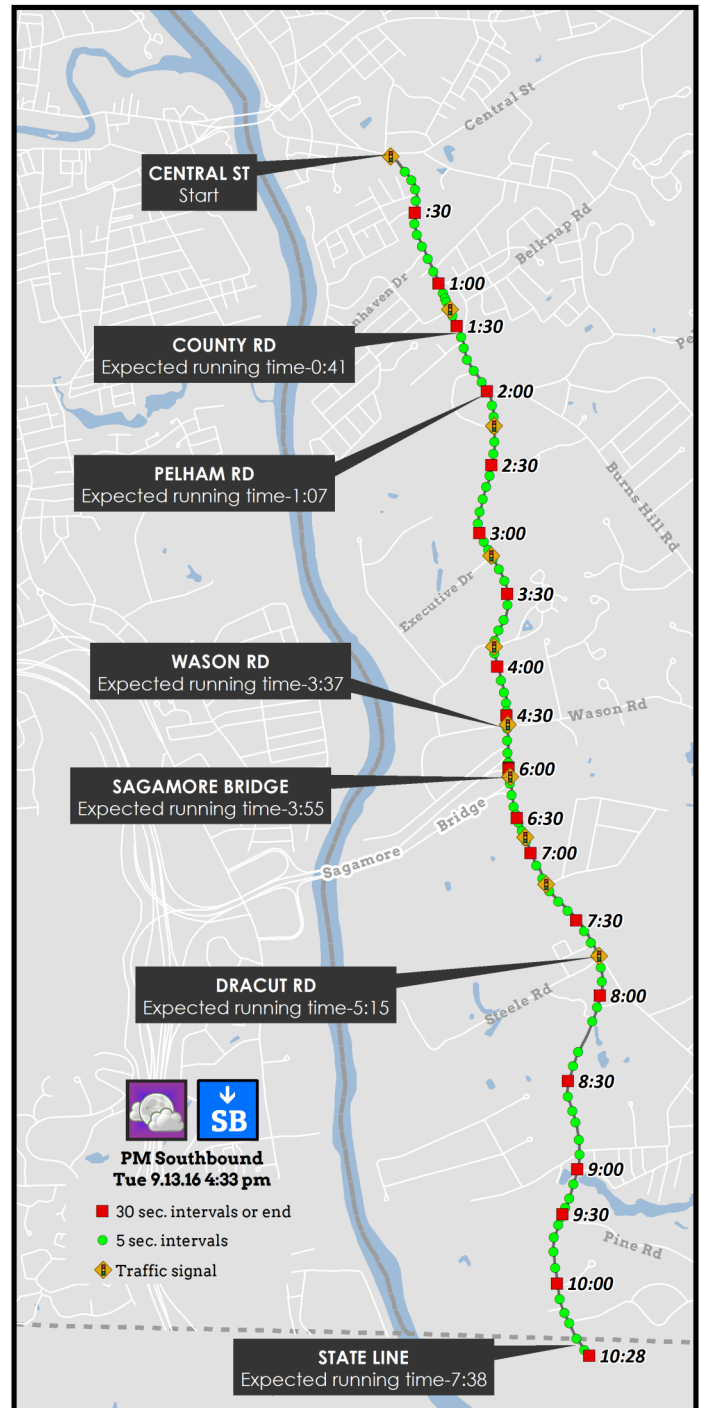 Central St
CENTRAL ST
Start
:30
Belknap Rd
1:00
nhaven Dr
1:30
COUNTY RD
Expected running time-0:41
Pe
2:00
PELHAM RD
Expected running time-1:07
2:30
Burns Hill Rd
3:00
Executive Dr
3:30
WASON RD
Expected running time-3:37
4:00
4:30
Wason Rd
SAGAMORE BRIDGE
Expected running time-3:55
6:00
6:30
Sagamore Bridge
7:00
7:30
DRACUT RD
Expected running time-5:15
Steele Rd
8:00
8:30
SB
PM Southbound
Tue 9.13.16 4:33 pm
9:00
30 sec. intervals or end
9:30
5 sec. intervals
Pine Rd
Traffic signal
10:00
STATE LINE
Expected running time-7:38
10:28